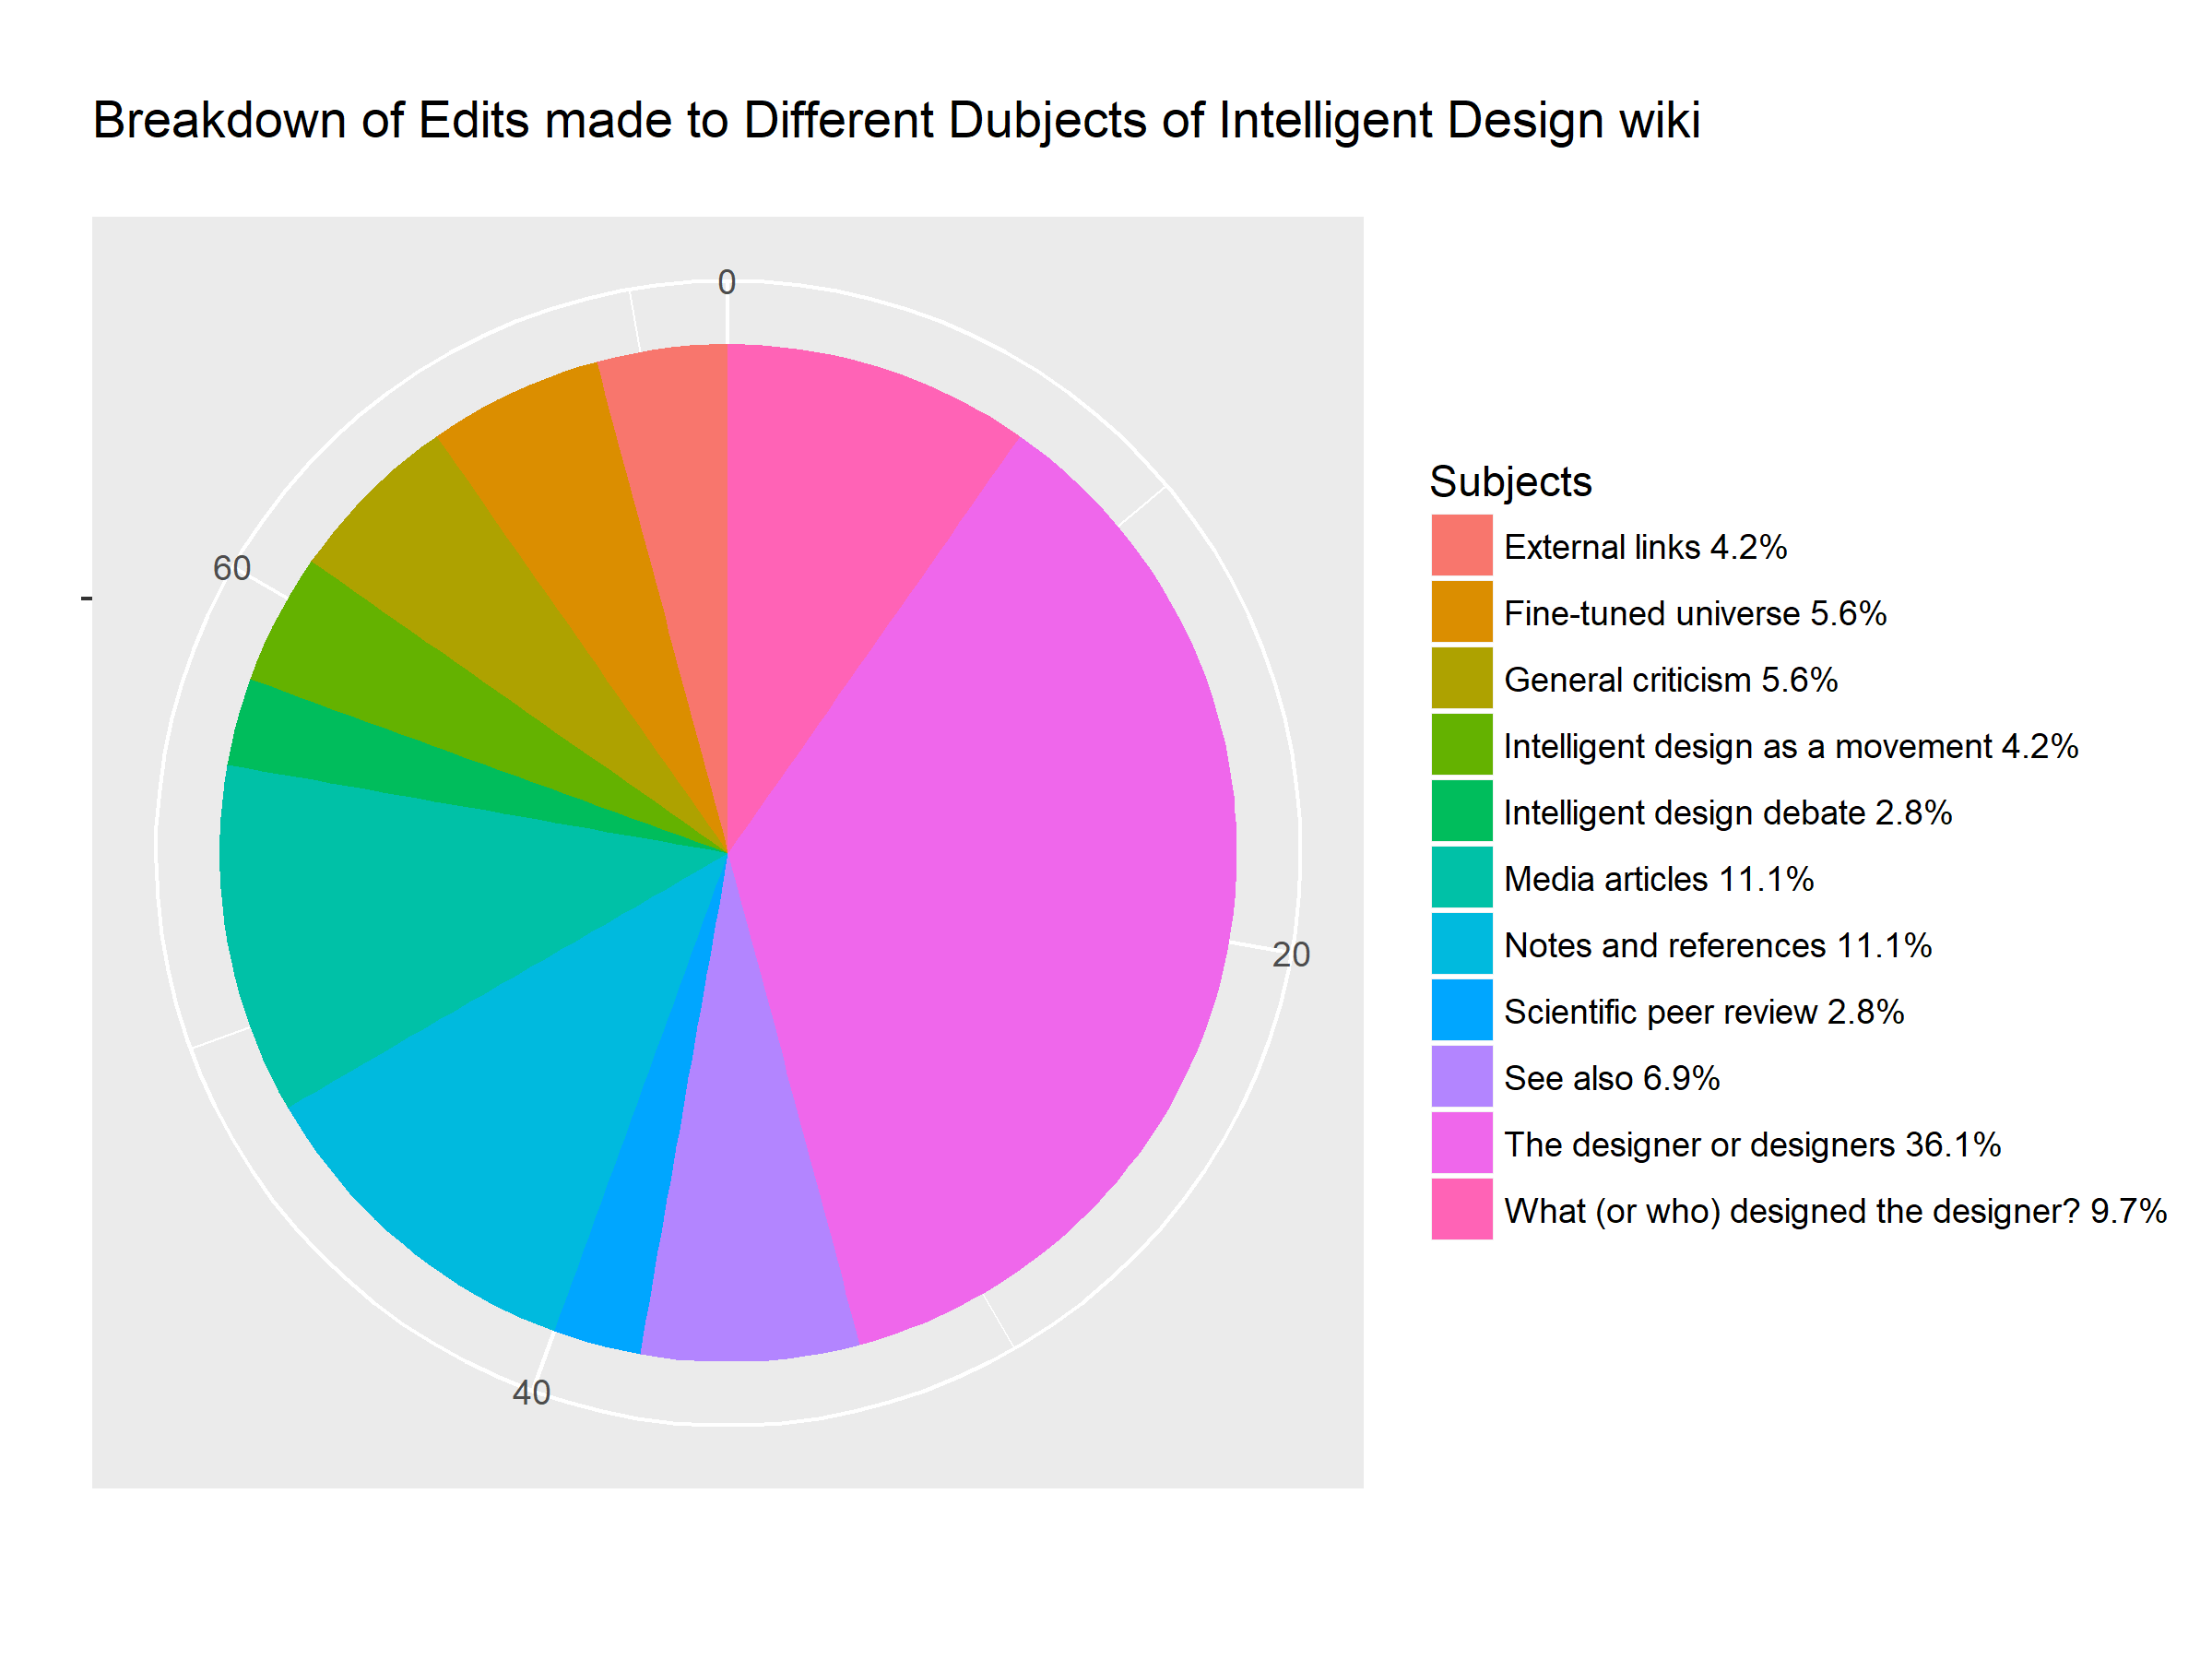 Breakdown of Edits made to Different Dubjects of Intelligent Design wiki
0
60
20
40
Subjects
External links 4.2%
Fine-tuned universe 5.6%
General criticism 5.6%
Intelligent design as a movement 4.2%
Intelligent design debate 2.8%
Media articles 11.1%
Notes and references 11.1%
Scientific peer review 2.8%
See also 6.9%
The designer or designers 36.1%
What (or who) designed the designer? 9.7%